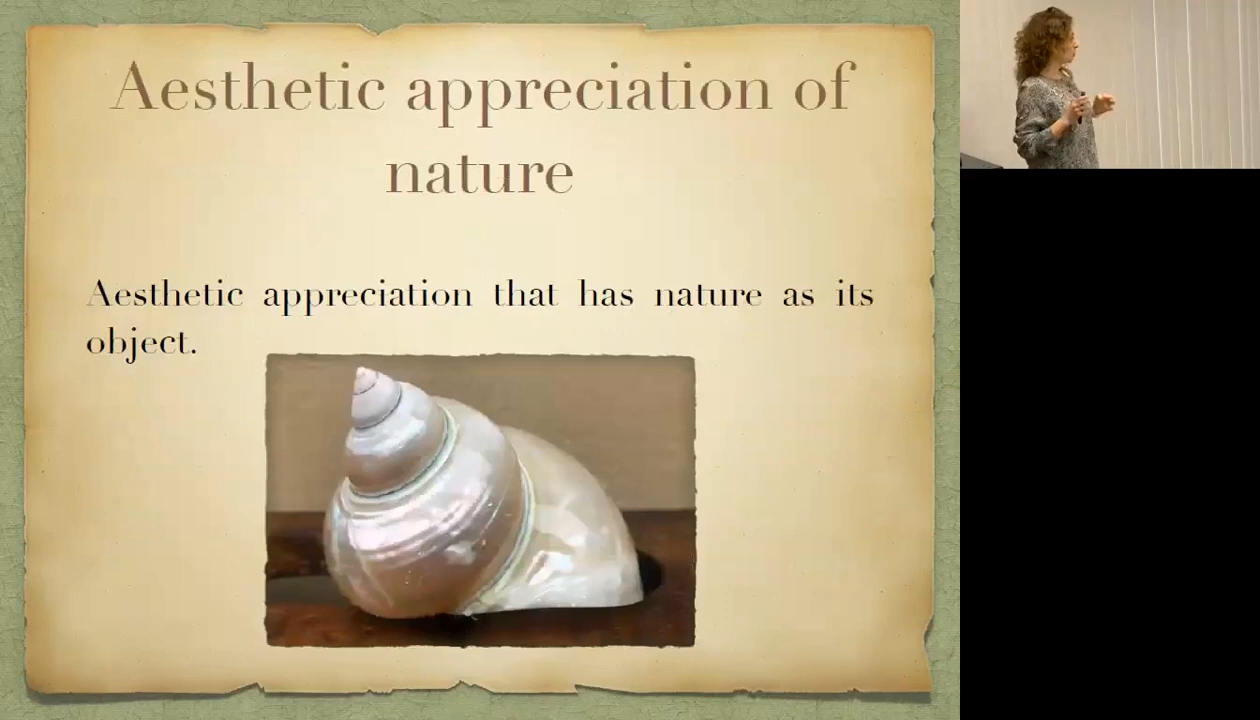 Aesthetic appreciation of
nature
Aesthetic appreciation that has nature as its
object.